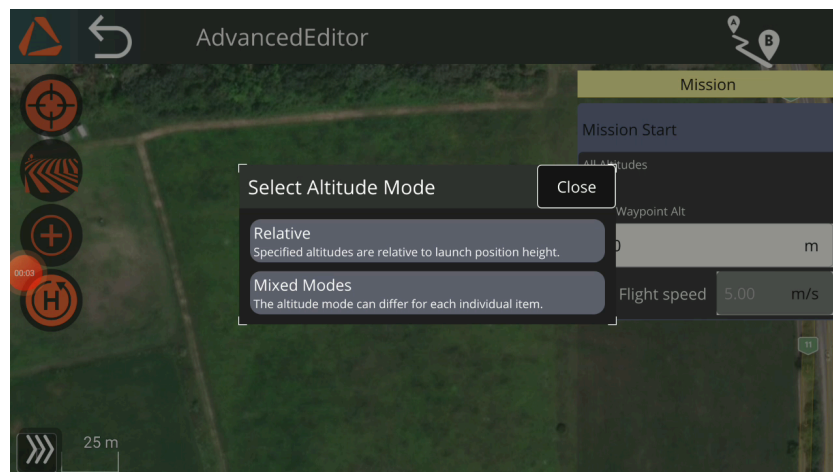 AdvancedEditor
A
B
Mission
Mission Start
Select Altitude Mode
Close
Relative
Specified altitudes are relative to launch position height.
Waypoint Alt
m
Mixed Modes
The altitude mode can differ for each individual item.
00:03
H
Flight speed 5.00 m/s
11
25 m